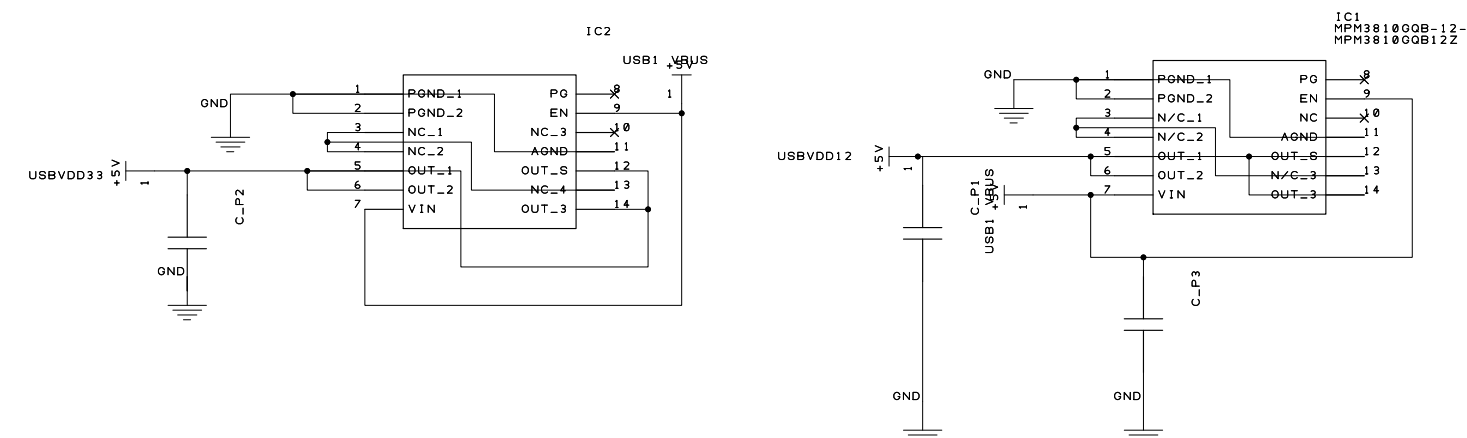 IC2
USB1_VBUS
+5V
1
GND
1 PGND_1 PG 8
2 PGND_2 EN 9
3 NC_1 NC_3 10
4 NC_2 AGND 11
5 OUT_1 OUT_S 12
6 OUT_2 NC_4 13
7 VIN OUT_3 14
USBVDD33
+5V
1
C_P2
GND
IC1
MPM3810GQB-12-
MPM3810GQB12Z
GND
1 PGND_1 PG 8
2 PGND_2 EN 9
3 N/C_1 NC 10
4 N/C_2 AGND 11
5 OUT_1 OUT_S 12
6 OUT_2 N/C_3 13
7 VIN OUT_3 14
USBVDD12
+5V
1
C_P1
USB1_VBUS
+5V
1
C_P3
GND
GND